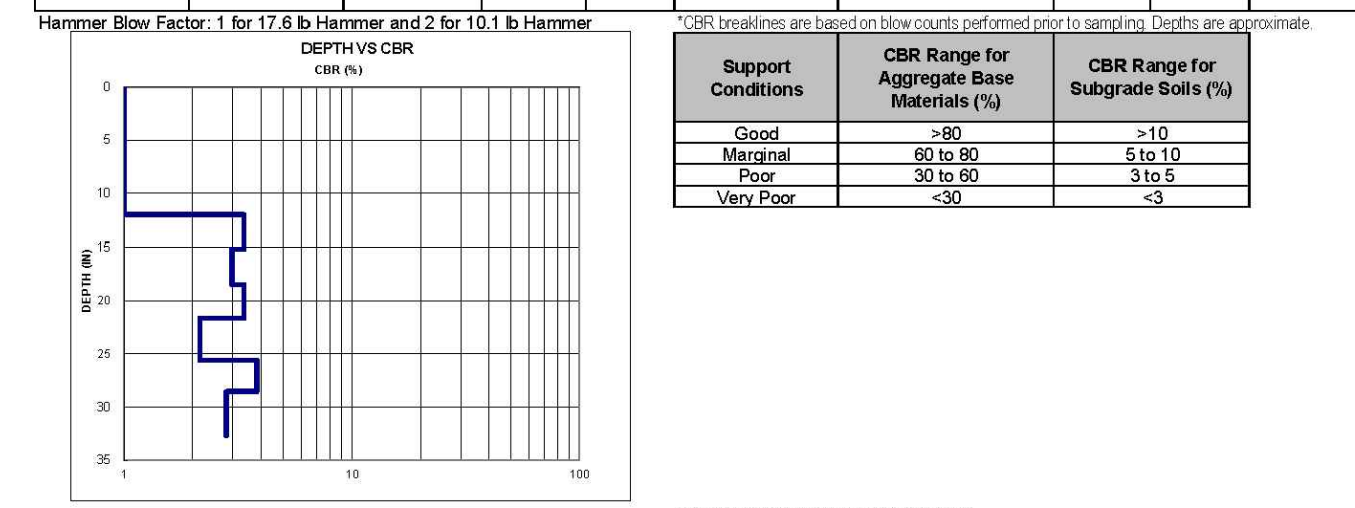 Hammer Blow Factor: 1 for 17.6 lb Hammer and 2 for 10.1 lb Hammer
*CBR breaklines are based on blow counts performed prior to sampling. Depths are approximate.
DEPTH VS CBR
CBR (%)
0
5
10
15
20
25
30
35
DEPTH (IN)
1 10 100
Support Conditions CBR Range for Aggregate Base Materials (%) CBR Range for Subgrade Soils (%)
Good >80 >10
Marginal 60 to 80 5 to 10
Poor 30 to 60 3 to 5
Very Poor <30 <3